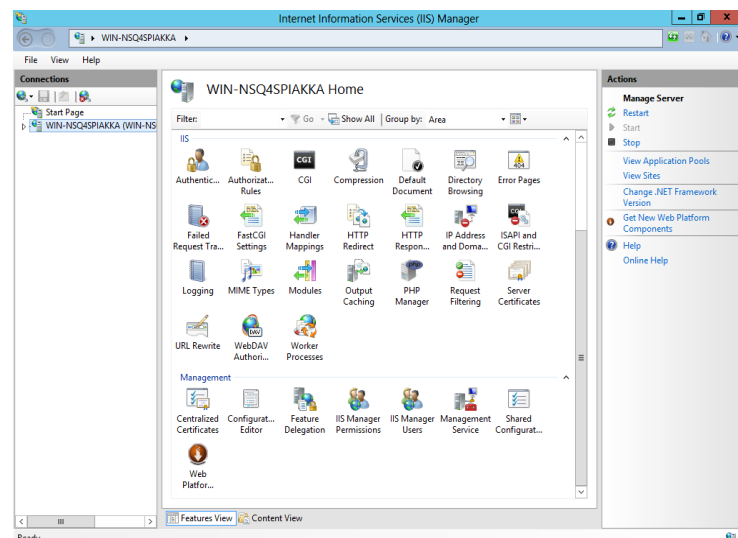 Internet Information Services (IIS) Manager
WIN-NSQ4SPIAKKA
File View Help
Connections
Start Page
WIN-NSQ4SPIAKKA (WIN-NS
WIN-NSQ4SPIAKKA Home
Filter: Go Show All Group by: Area
IIS
Authentic... Authorizat... CGI Compression Default Directory Error Pages
Rules Document Browsing
Failed FastCGI Handler HTTP HTTP IP Address ISAPI and
Request Tra... Settings Mappings Redirect Respon... and Doma... CGI Restri...
Logging MIME Types Modules Output PHP Request Server
Caching Manager Filtering Certificates
URL Rewrite WebDAV Worker
Authori... Processes
Management
Centralized Configurat... Feature IIS Manager IIS Manager Management Shared
Certificates Editor Delegation Permissions Users Service Configurat...
Web
Platfor...
Features View Content View
Actions
Manage Server
Restart
Start
Stop
View Application Pools
View Sites
Change .NET Framework
Version
Get New Web Platform
Components
Help
Online Help
Ready